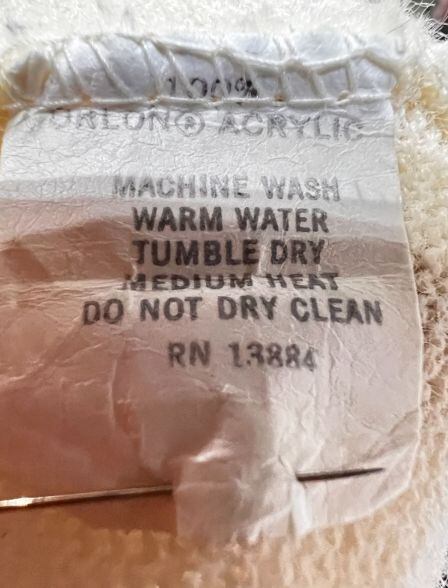 100%
ORLON® ACRYLIC
MACHINE WASH
WARM WATER
TUMBLE DRY
MEDIUM HEAT
DO NOT DRY CLEAN
RN 13884